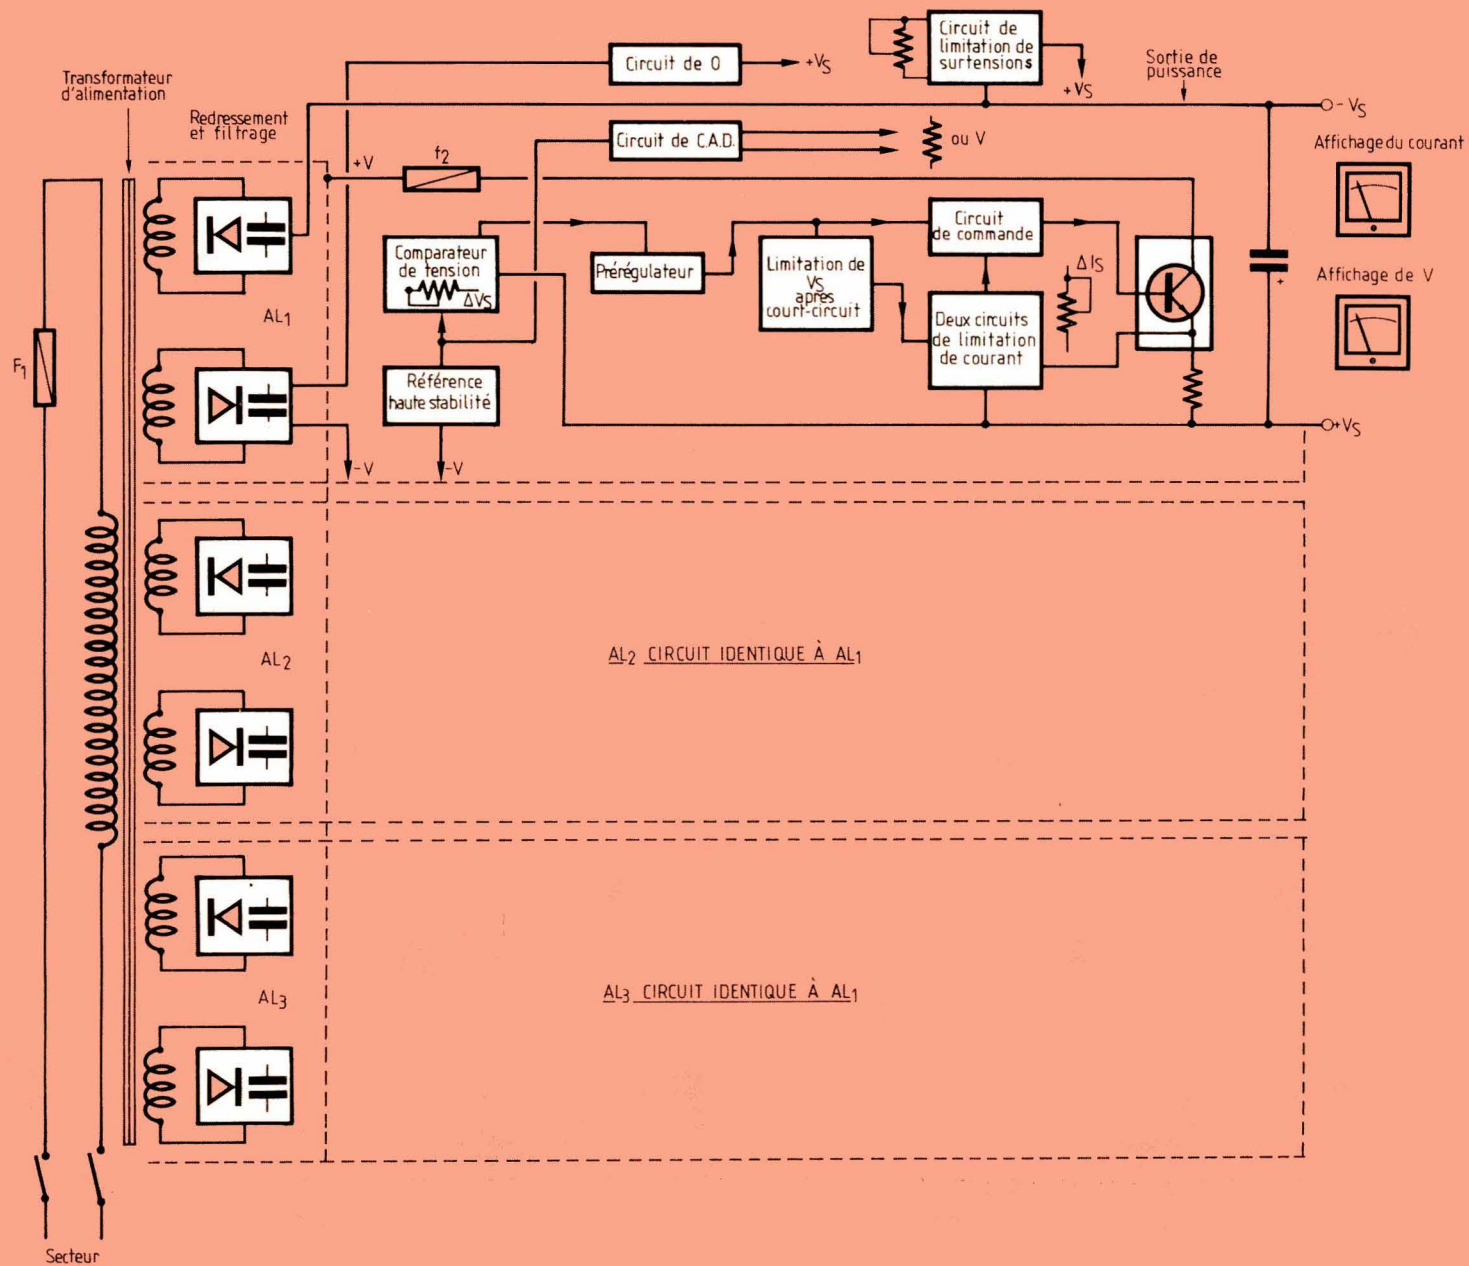 Transformateur
d'alimentation
Redressement
et filtrage
Circuit de 0
+VS
Circuit de
limitation de
surtensions
+VS
Sortie de
puissance
- VS
Circuit de C.A.D.
ou V
Affichage du courant
+V
f2
Comparateur
de tension
ΔVS
Prérégulateur
Limitation de
VS
après
court-circuit
Circuit
de commande
ΔIS
Deux circuits
de limitation
de courant
Affichage de V
AL1
F1
Référence
haute stabilité
+VS
-V
-V
AL2
AL2 CIRCUIT IDENTIQUE À AL1
AL3
AL3 CIRCUIT IDENTIQUE À AL1
Secteur